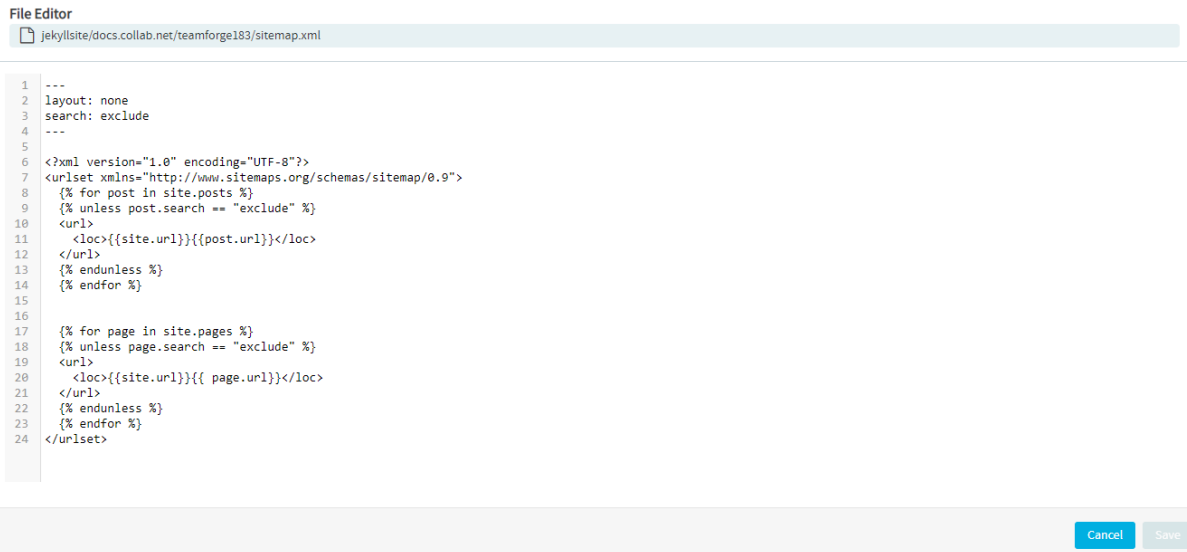 File Editor
jekyllsite/docs.collab.net/teamforge183/sitemap.xml
1 ---
2 layout: none
3 search: exclude
4 ---
5
6 <?xml version="1.0" encoding="UTF-8"?>
7 <urlset xmlns="http://www.sitemaps.org/schemas/sitemap/0.9">
8 {% for post in site.posts %}
9 {% unless post.search == "exclude" %}
10 <url>
11 <loc>{{site.url}}{{post.url}}</loc>
12 </url>
13 {% endunless %}
14 {% endfor %}
15
16
17 {% for page in site.pages %}
18 {% unless page.search == "exclude" %}
19 <url>
20 <loc>{{site.url}}{{ page.url}}</loc>
21 </url>
22 {% endunless %}
23 {% endfor %}
24 </urlset>
Cancel Save